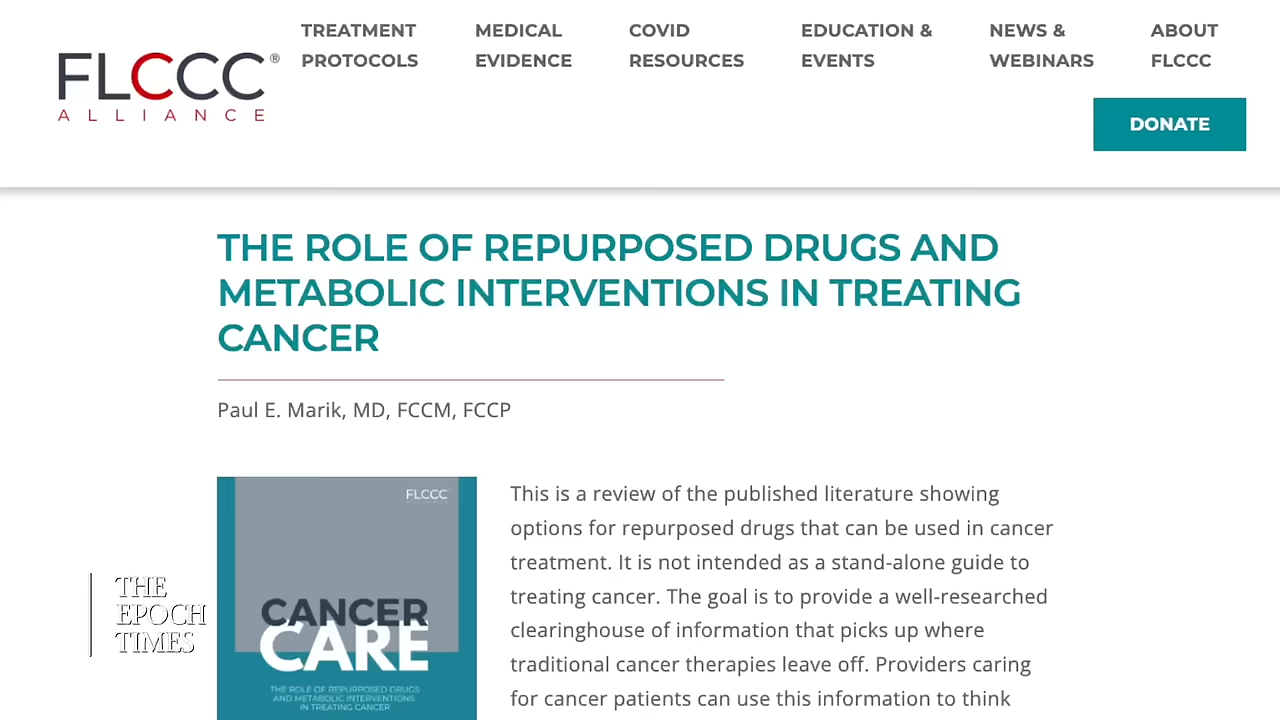 FLCCC®
ALLIANCE
TREATMENT
PROTOCOLS
MEDICAL
EVIDENCE
COVID
RESOURCES
EDUCATION &
EVENTS
NEWS &
WEBINARS
ABOUT
FLCCC
DONATE
THE ROLE OF REPURPOSED DRUGS AND
METABOLIC INTERVENTIONS IN TREATING
CANCER
Paul E. Marik, MD, FCCM, FCCP
FLCCC
CANCER
CARE
THE ROLE OF REPURPOSED DRUGS
AND METABOLIC INTERVENTIONS
IN TREATING CANCER
This is a review of the published literature showing
options for repurposed drugs that can be used in cancer
treatment. It is not intended as a stand-alone guide to
treating cancer. The goal is to provide a well-researched
clearinghouse of information that picks up where
traditional cancer therapies leave off. Providers caring
for cancer patients can use this information to think
THE
EPOCH
TIMES